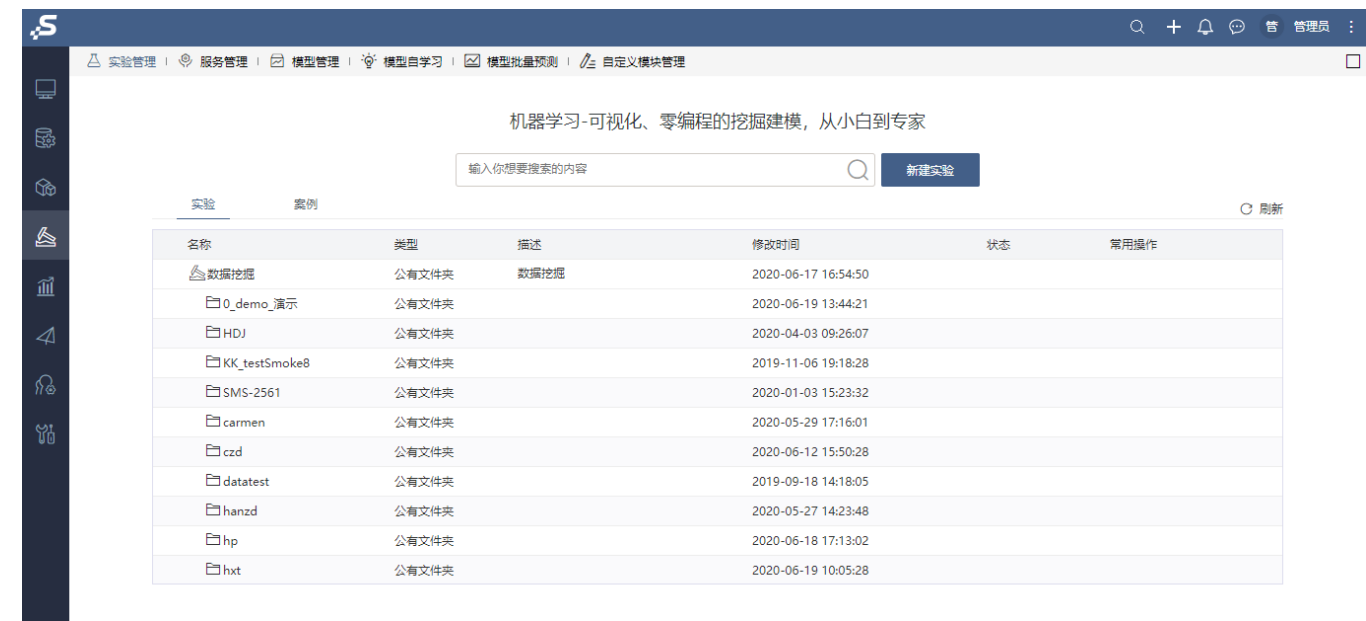 S
管 管理员
实验管理 服务管理 模型管理 模型自学习 模型批量预测 自定义模块管理
机器学习-可视化、零编程的挖掘建模，从小白到专家
输入你想要搜索的内容 新建实验
实验 案例 刷新
名称 类型 描述 修改时间 状态 常用操作
数据挖掘 公有文件夹 数据挖掘 2020-06-17 16:54:50
0_demo_演示 公有文件夹 2020-06-19 13:44:21
HDJ 公有文件夹 2020-04-03 09:26:07
KK_testSmoke8 公有文件夹 2019-11-06 19:18:28
SMS-2561 公有文件夹 2020-01-03 15:23:32
carmen 公有文件夹 2020-05-29 17:16:01
czd 公有文件夹 2020-06-12 15:50:28
datatest 公有文件夹 2019-09-18 14:18:05
hanzd 公有文件夹 2020-05-27 14:23:48
hp 公有文件夹 2020-06-18 17:13:02
hxt 公有文件夹 2020-06-19 10:05:28